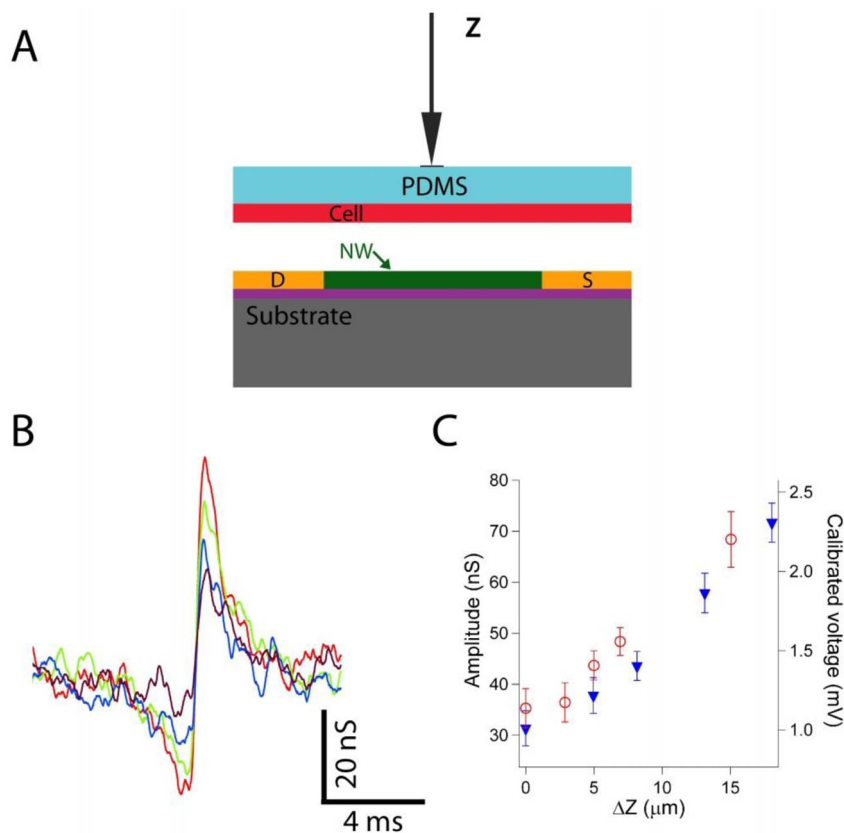 A
Z
PDMS
Cell
NW
D
S
Substrate
B
20 nS
4 ms
C
Amplitude (nS)
80
70
60
50
40
30
0
5
10
15
ΔZ (μm)
2.5
2.0
1.5
1.0
Calibrated voltage (mV)